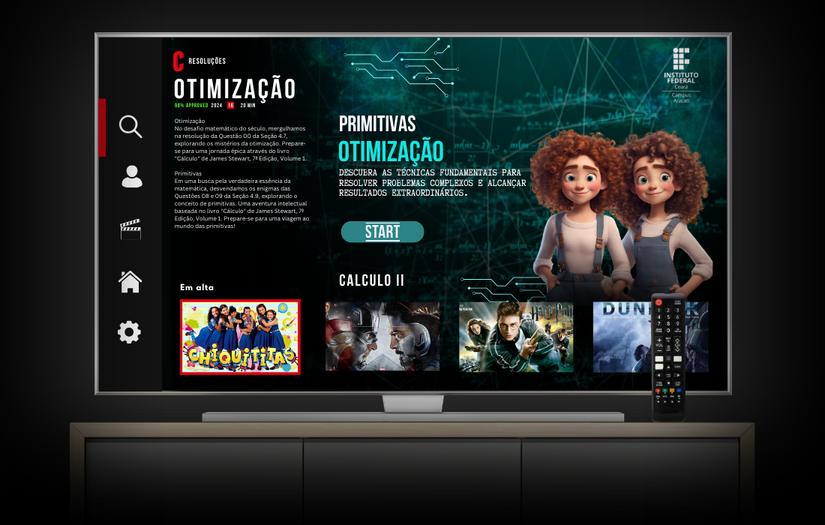 C RESOLUÇÕES
OTIMIZAÇÃO
98% APPROVED 2024 16 20 MIN
Otimização
No desafio matemático do século, mergulhamos
na resolução da Questão 00 da Seção 4.7,
explorando os mistérios da otimização. Prepare-
se para uma jornada épica através do livro
"Cálculo" de James Stewart, 7ª Edição, Volume 1.
Primitivas
Em uma busca pela verdadeira essência da
matemática, desvendamos os enigmas das
Questões 08 e 09 da Seção 4.9, explorando o
conceito de primitivas. Uma aventura intelectual
baseada no livro "Cálculo" de James Stewart, 7ª
Edição, Volume 1. Prepare-se para uma viagem ao
mundo das primitivas!
PRIMITIVAS
OTIMIZAÇÃO
DESCUBRA AS TÉCNICAS FUNDAMENTAIS PARA
RESOLVER PROBLEMAS COMPLEXOS E ALCANÇAR
RESULTADOS EXTRAORDINÁRIOS.
START
INSTITUTO
FEDERAL
Ceará
Campus
Aracati
CALCULO II
Em alta
CHIQUITITAS